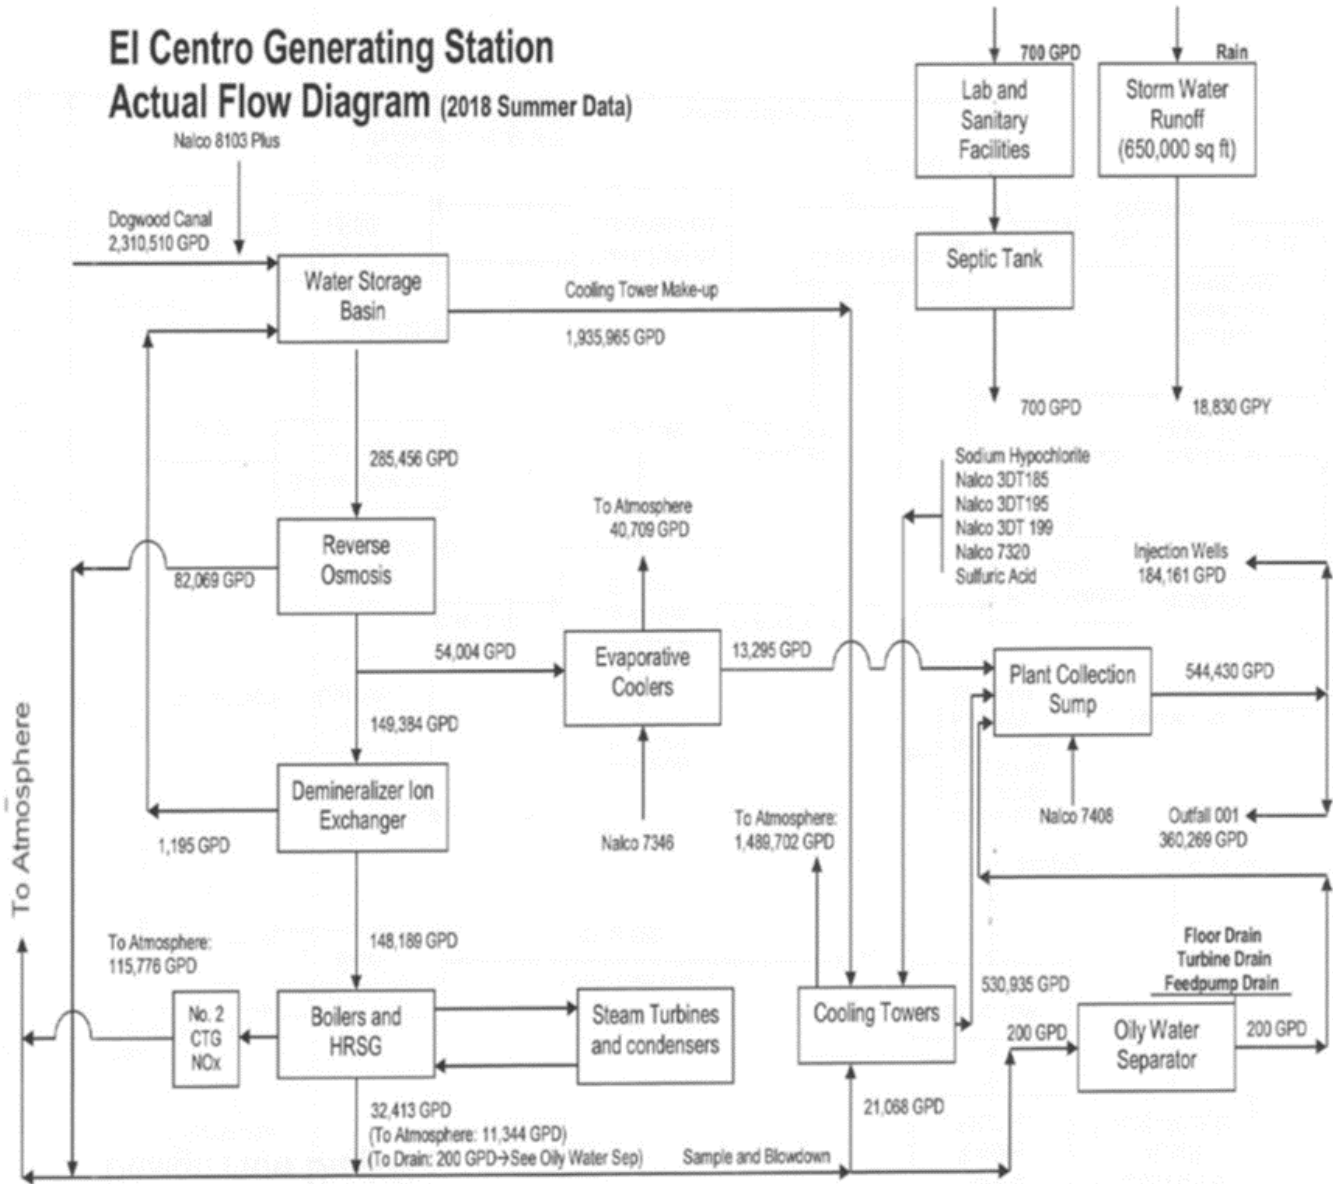 El Centro Generating Station
Actual Flow Diagram (2018 Summer Data)
Nalco 8103 Plus
Dogwood Canal
2,310,510 GPD
Water Storage
Basin
Cooling Tower Make-up
1,935,965 GPD
700 GPD
Lab and
Sanitary
Facilities
Septic Tank
700 GPD
Rain
Storm Water
Runoff
(650,000 sq ft)
18,830 GPY
285,456 GPD
Reverse
Osmosis
82,069 GPD
To Atmosphere
40,709 GPD
54,004 GPD
Evaporative
Coolers
13,295 GPD
Nalco 7346
Sodium Hypochlorite
Nalco 3DT185
Nalco 3DT195
Nalco 3DT 199
Nalco 7320
Sulfuric Acid
Injection Wells
184,161 GPD
Plant Collection
Sump
544,430 GPD
Nalco 7408
Outfall 001
360,269 GPD
149,384 GPD
Demineralizer Ion
Exchanger
1,195 GPD
To Atmosphere
To Atmosphere:
1,489,702 GPD
148,189 GPD
To Atmosphere:
115,776 GPD
No. 2
CTG
NOx
Boilers and
HRSG
Steam Turbines
and condensers
Cooling Towers
530,935 GPD
Floor Drain
Turbine Drain
Feedpump Drain
200 GPD
Oily Water
Separator
200 GPD
32,413 GPD
(To Atmosphere: 11,344 GPD)
(To Drain: 200 GPD→See Oily Water Sep)
Sample and Blowdown
21,068 GPD